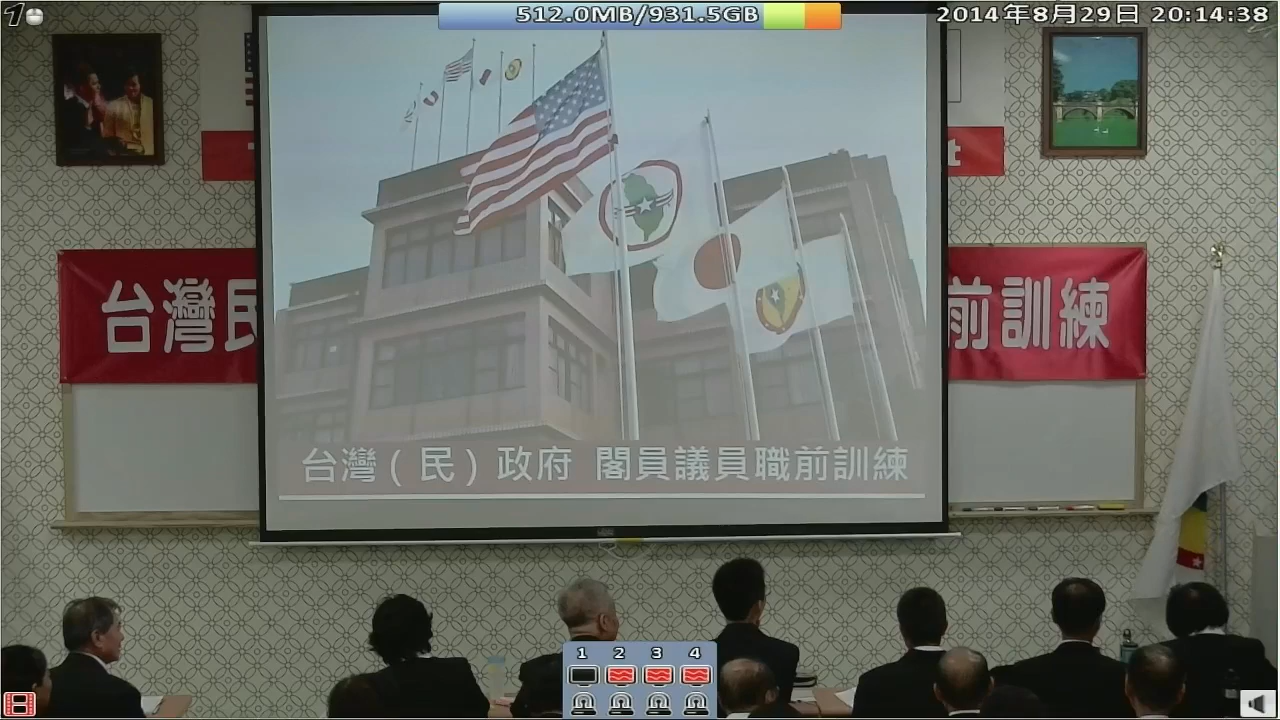 1
512.0MB/931.5GB
2014年8月29日 20:14:38
t
台灣民
前訓練
台灣(民)政府 閣員議員職前訓練
1 2 3 4